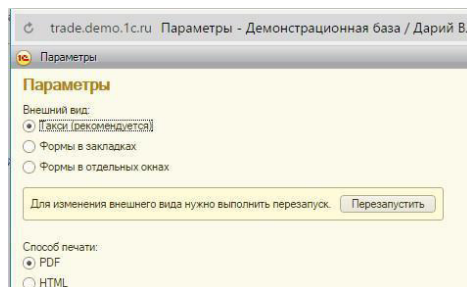 trade.demo.1c.ru Параметры - Демонстрационная база / Дарий В.
1С Параметры
Параметры
Внешний вид:
Такси (рекомендуется)
Формы в закладках
Формы в отдельных окнах
Для изменения внешнего вида нужно выполнить перезапуск. Перезапустить
Способ печати:
PDF
HTML